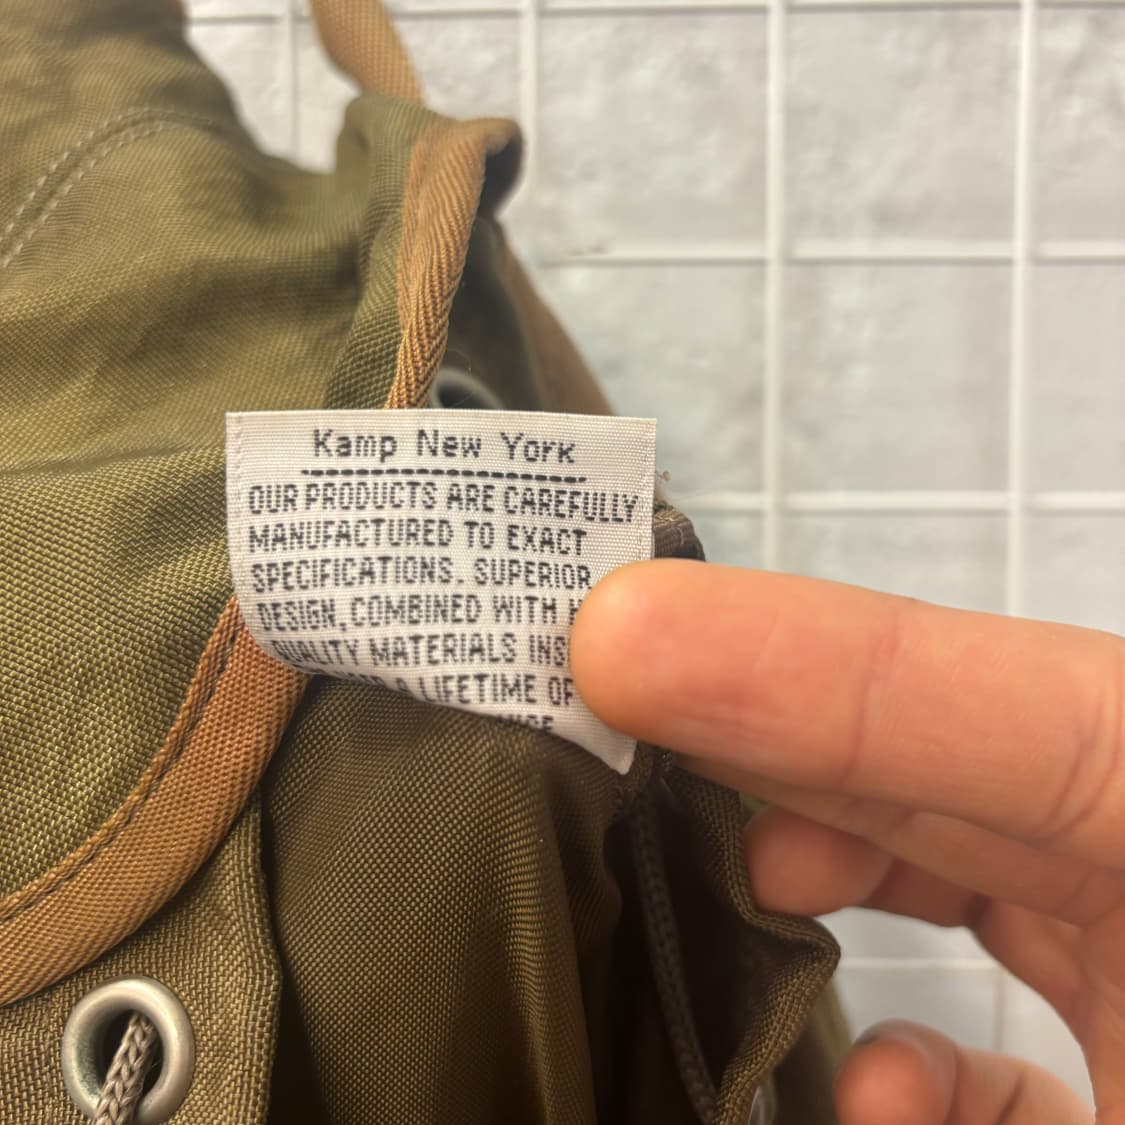 Kamp New York
OUR PRODUCTS ARE CAREFULLY
MANUFACTURED TO EXACT
SPECIFICATIONS. SUPERIOR
DESIGN, COMBINED WITH
QUALITY MATERIALS
A LIFETIME OF